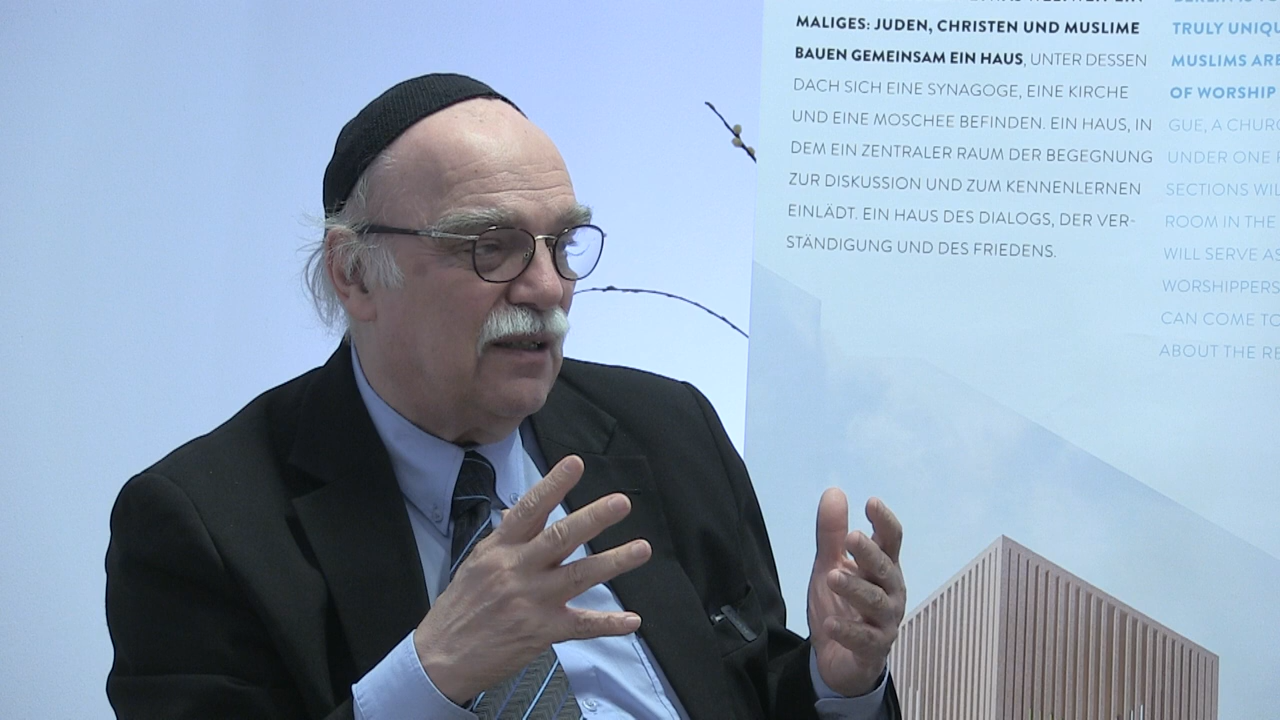 MALIGES: JUDEN, CHRISTEN UND MUSLIME
BAUEN GEMEINSAM EIN HAUS, UNTER DESSEN
DACH SICH EINE SYNAGOGE, EINE KIRCHE
UND EINE MOSCHEE BEFINDEN. EIN HAUS, IN
DEM EIN ZENTRALER RAUM DER BEGEGNUNG
ZUR DISKUSSION UND ZUM KENNENLERNEN
EINLÄDT. EIN HAUS DES DIALOGS, DER VER-
STÄNDIGUNG UND DES FRIEDENS.
TRULY UNIQU
MUSLIMS ARE
OF WORSHIP
GUE, A CHURC
UNDER ONE
SECTIONS WIL
ROOM IN THE
WILL SERVE AS
WORSHIPPERS
CAN COME TO
ABOUT THE RE